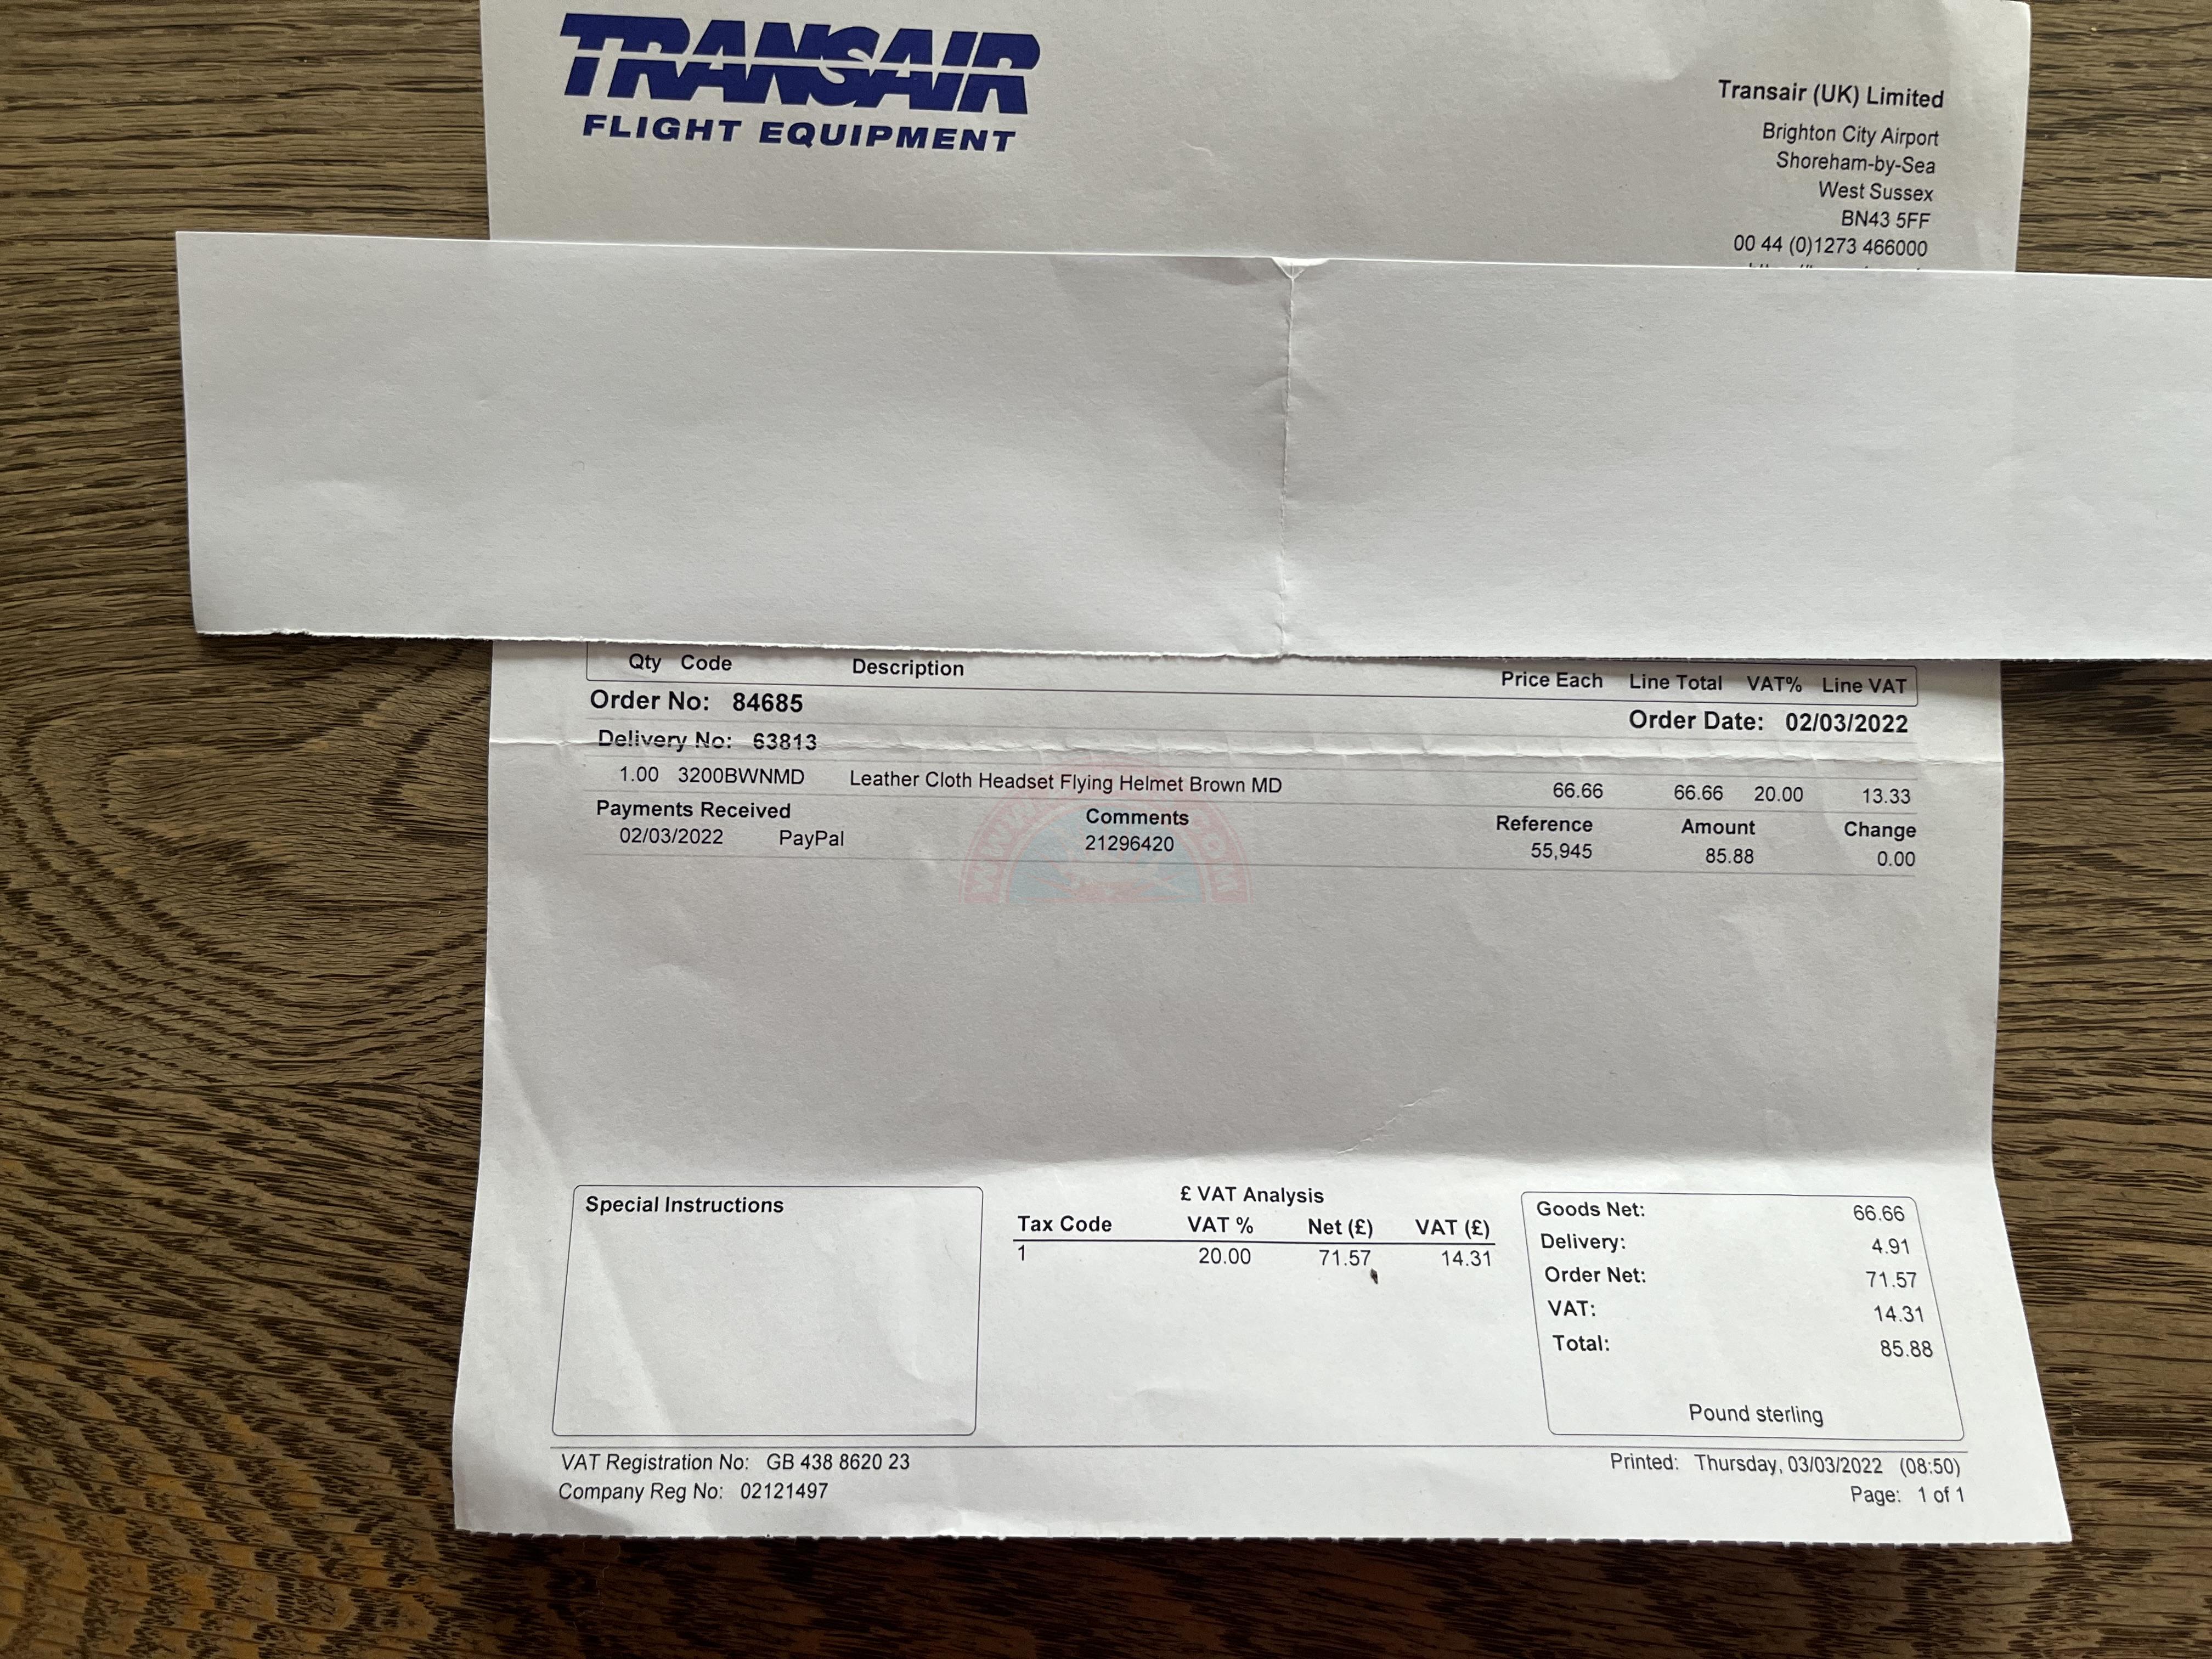 TRANSAIR
FLIGHT EQUIPMENT
Transair (UK) Limited
Brighton City Airport
Shoreham-by-Sea
West Sussex
BN43 5FF
00 44 (0)1273 466000
Qty Code Description Price Each Line Total VAT% Line VAT
Order No: 84685 Order Date: 02/03/2022
Delivery No: 63813
1.00 3200BWNMD Leather Cloth Headset Flying Helmet Brown MD 66.66 66.66 20.00 13.33
Payments Received Comments Reference Amount Change
02/03/2022 PayPal 21296420 55,945 85.88 0.00
Special Instructions
£ VAT Analysis
Tax Code VAT % Net (£) VAT (£)
1 20.00 71.57 14.31
Goods Net: 66.66
Delivery: 4.91
Order Net: 71.57
VAT: 14.31
Total: 85.88
Pound sterling
VAT Registration No: GB 438 8620 23
Company Reg No: 02121497
Printed: Thursday, 03/03/2022 (08:50)
Page: 1 of 1